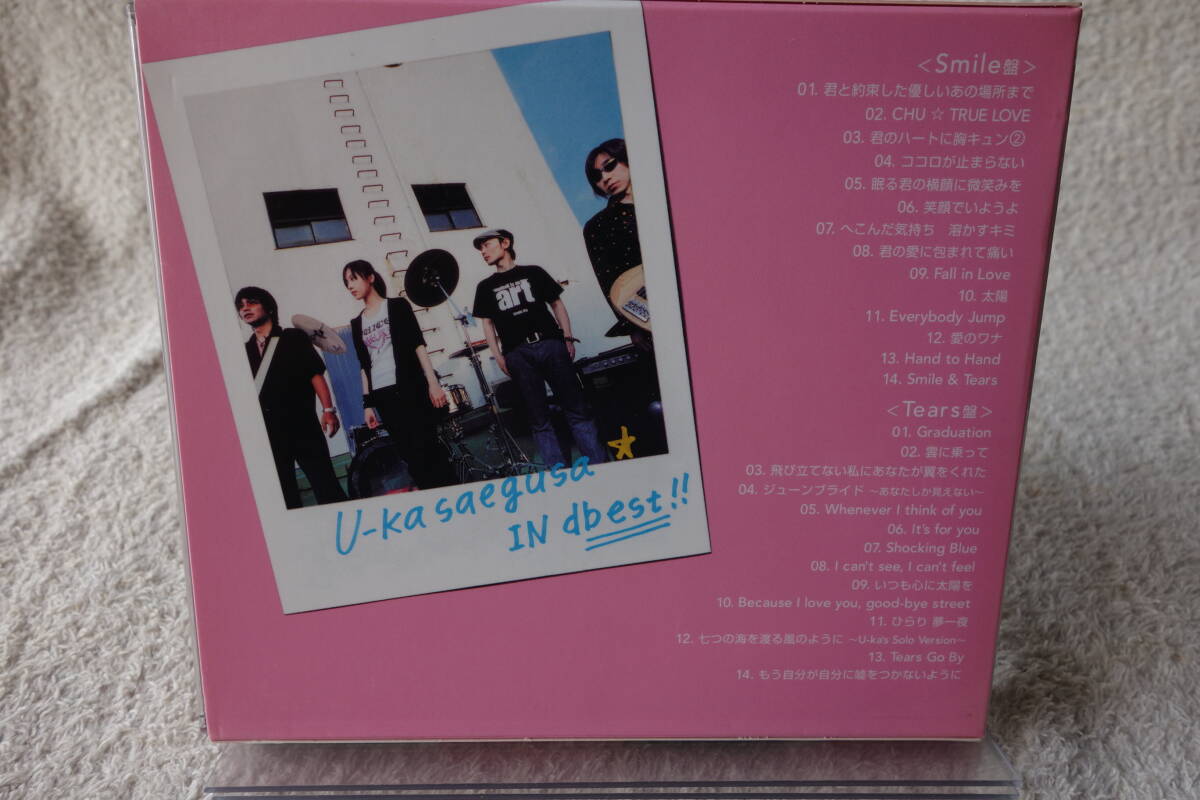 art
U-ka saegusa
IN dbest!!
＜Smile盤＞
01. 君と約束した優しいあの場所まで
02. CHU ☆ TRUE LOVE
03. 君のハートに胸キュン②
04. ココロが止まらない
05. 眠る君の横顔に微笑みを
06. 笑顔でいようよ
07. へこんだ気持ち　溶かすキミ
08. 君の愛に包まれて痛い
09. Fall in Love
10. 太陽
11. Everybody Jump
12. 愛のワナ
13. Hand to Hand
14. Smile & Tears
＜Tears盤＞
01. Graduation
02. 雲に乗って
03. 飛び立てない私にあなたが翼をくれた
04. ジューンブライド ～あなたしか見えない～
05. Whenever I think of you
06. It's for you
07. Shocking Blue
08. I can't see, I can't feel
09. いつも心に太陽を
10. Because I love you, good-bye street
11. ひらり 夢一夜
12. 七つの海を渡る風のように ～U-ka's Solo Version～
13. Tears Go By
14. もう自分が自分に嘘をつかないように